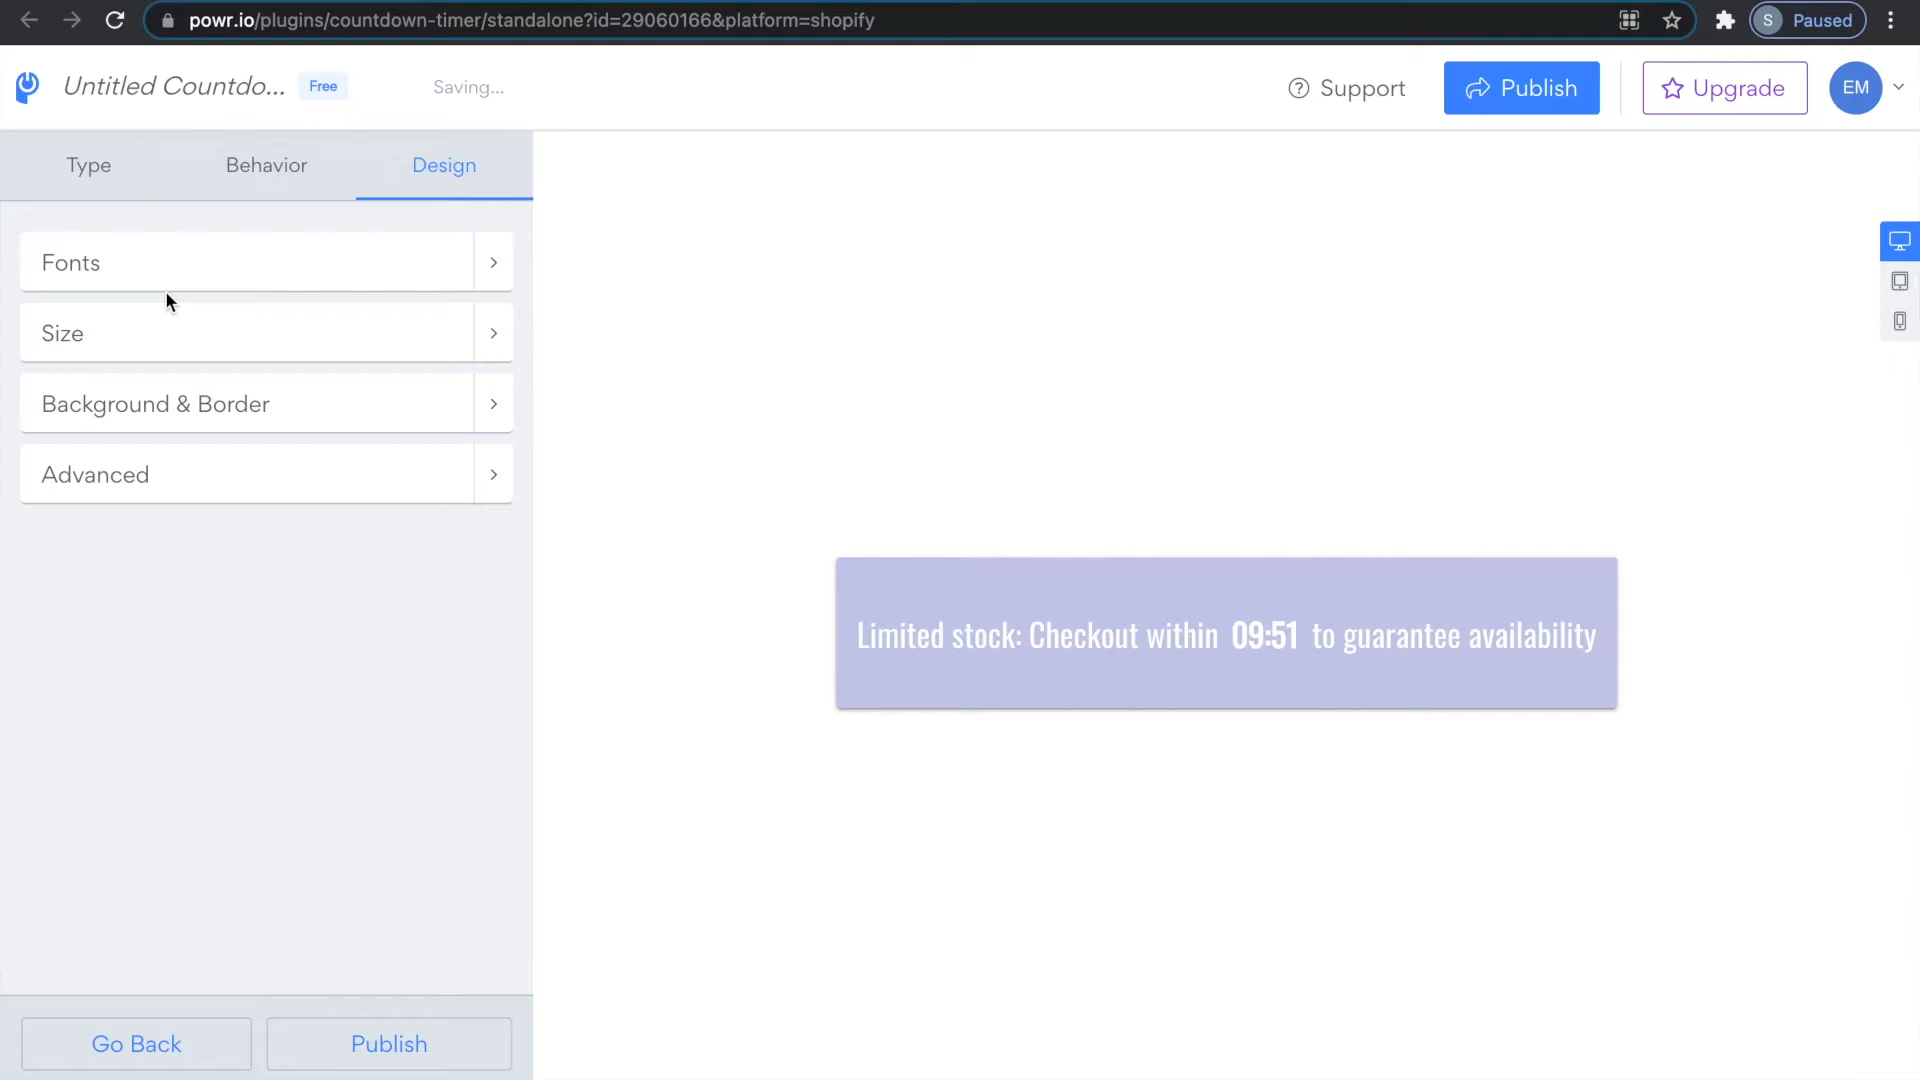 powr.io/plugins/countdown-timer/standalone?id=29060166&platform=shopify
S Paused
Untitled Countdo... Free Saving... Support Publish Upgrade EM
Type Behavior Design
Fonts
Size
Background & Border
Advanced
Limited stock: Checkout within 09:51 to guarantee availability
Go Back Publish